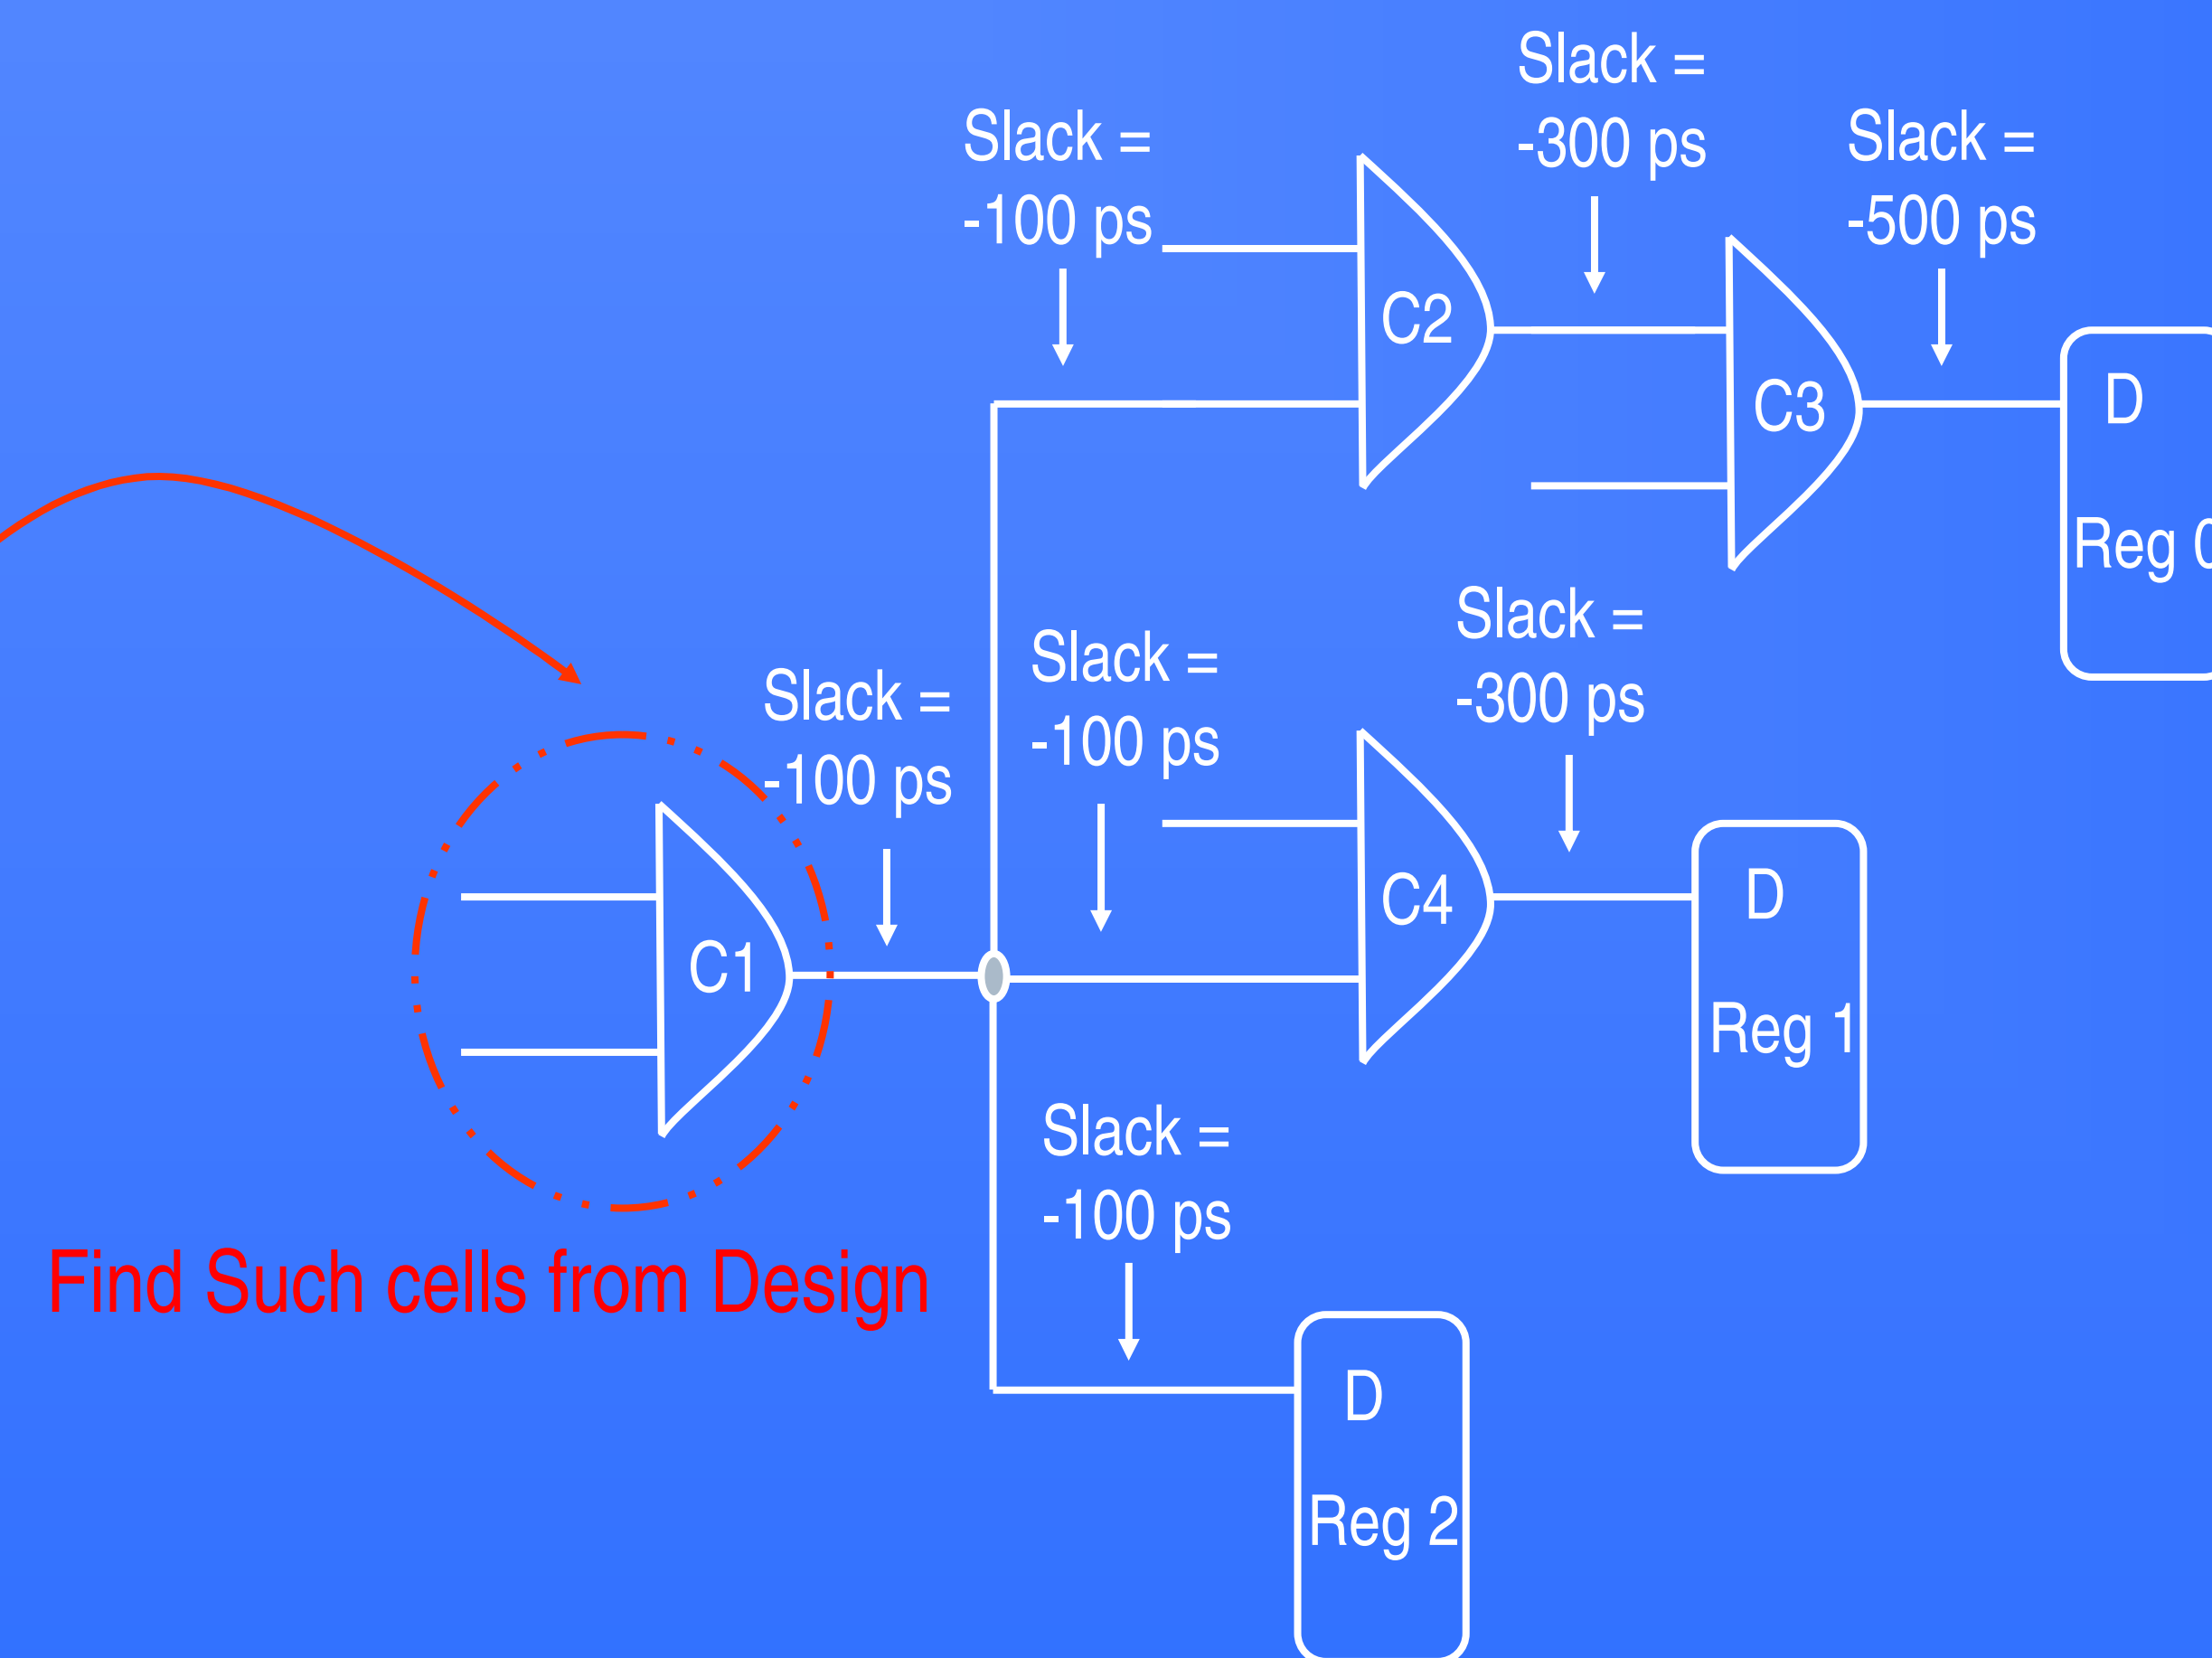 Slack =
-300 ps
Slack =
-100 ps
Slack =
-500 ps
C2
C3
D
Reg 0
Slack =
-300 ps
Slack =
-100 ps
Slack =
-100 ps
C4
D
C1
Reg 1
Slack =
-100 ps
Find Such cells from Design
D
Reg 2